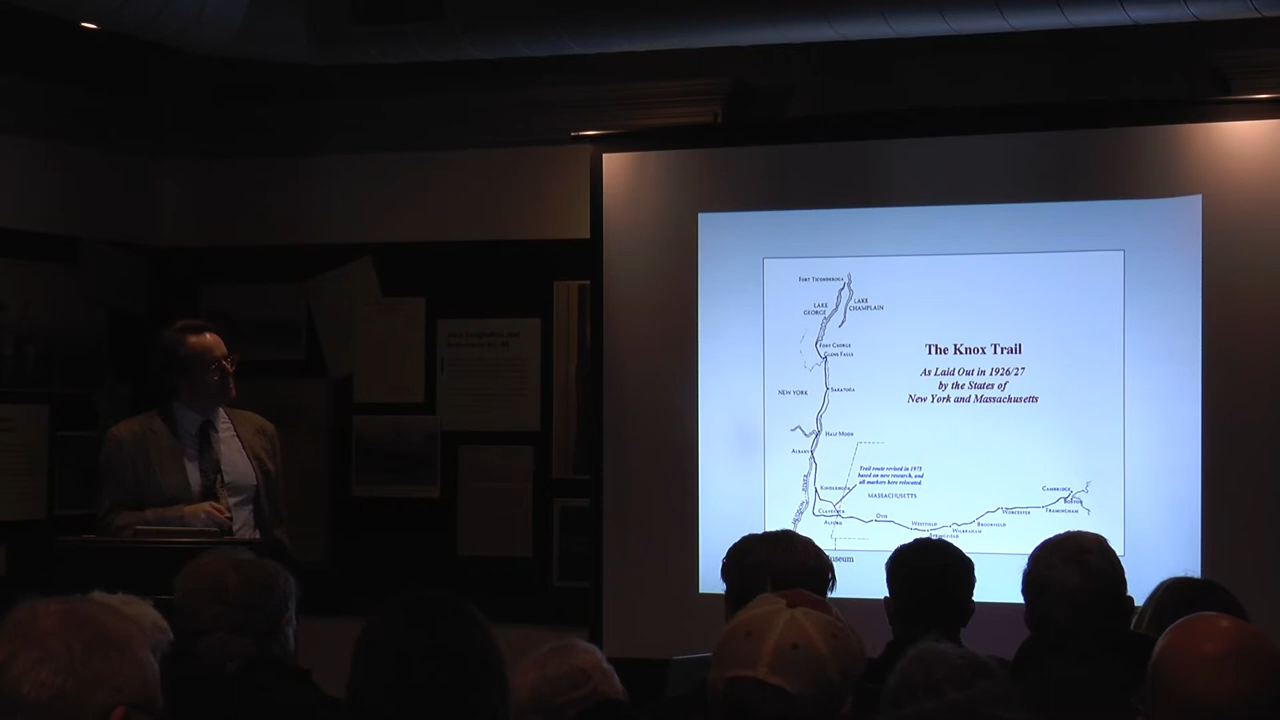 The Knox Trail
As Laid Out in 1926/27
by the States of
New York and Massachusetts
FORT TICONDEROGA
LAKE
GEORGE
LAKE
CHAMPLAIN
FORT GEORGE
GLENS FALLS
NEW YORK
SARATOGA
HALF MOON
ALBANY
Trail route revised in 1975
based on new research, and
all markers here relocated.
KINDERHOOK
MASSACHUSETTS
HUDSON RIVER
CLAVERACK
ALFORD
OTIS
WESTFIELD
SPRINGFIELD
WILBRAHAM
BROOKFIELD
WORCESTER
FRAMINGHAM
CAMBRIDGE
BOSTON
useum